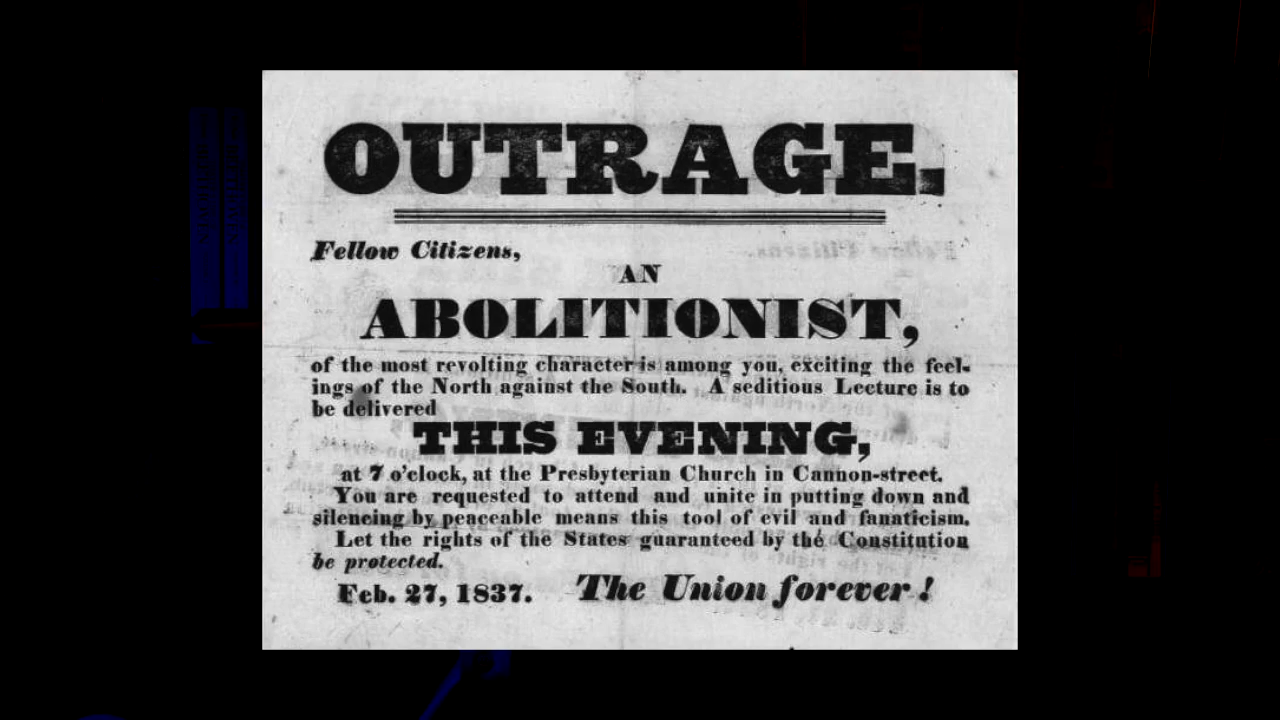 OUTRAGE.
Fellow Citizens,
AN
ABOLITIONIST,
of the most revolting character is among you, exciting the feel-
ings of the North against the South. A seditious Lecture is to
be delivered
THIS EVENING,
at 7 o'clock, at the Presbyterian Church in Cannon-street.
You are requested to attend and unite in putting down and
silencing by peaceable means this tool of evil and fanaticism.
Let the rights of the States guaranteed by the Constitution
be protected.
Feb. 27, 1837. The Union forever!